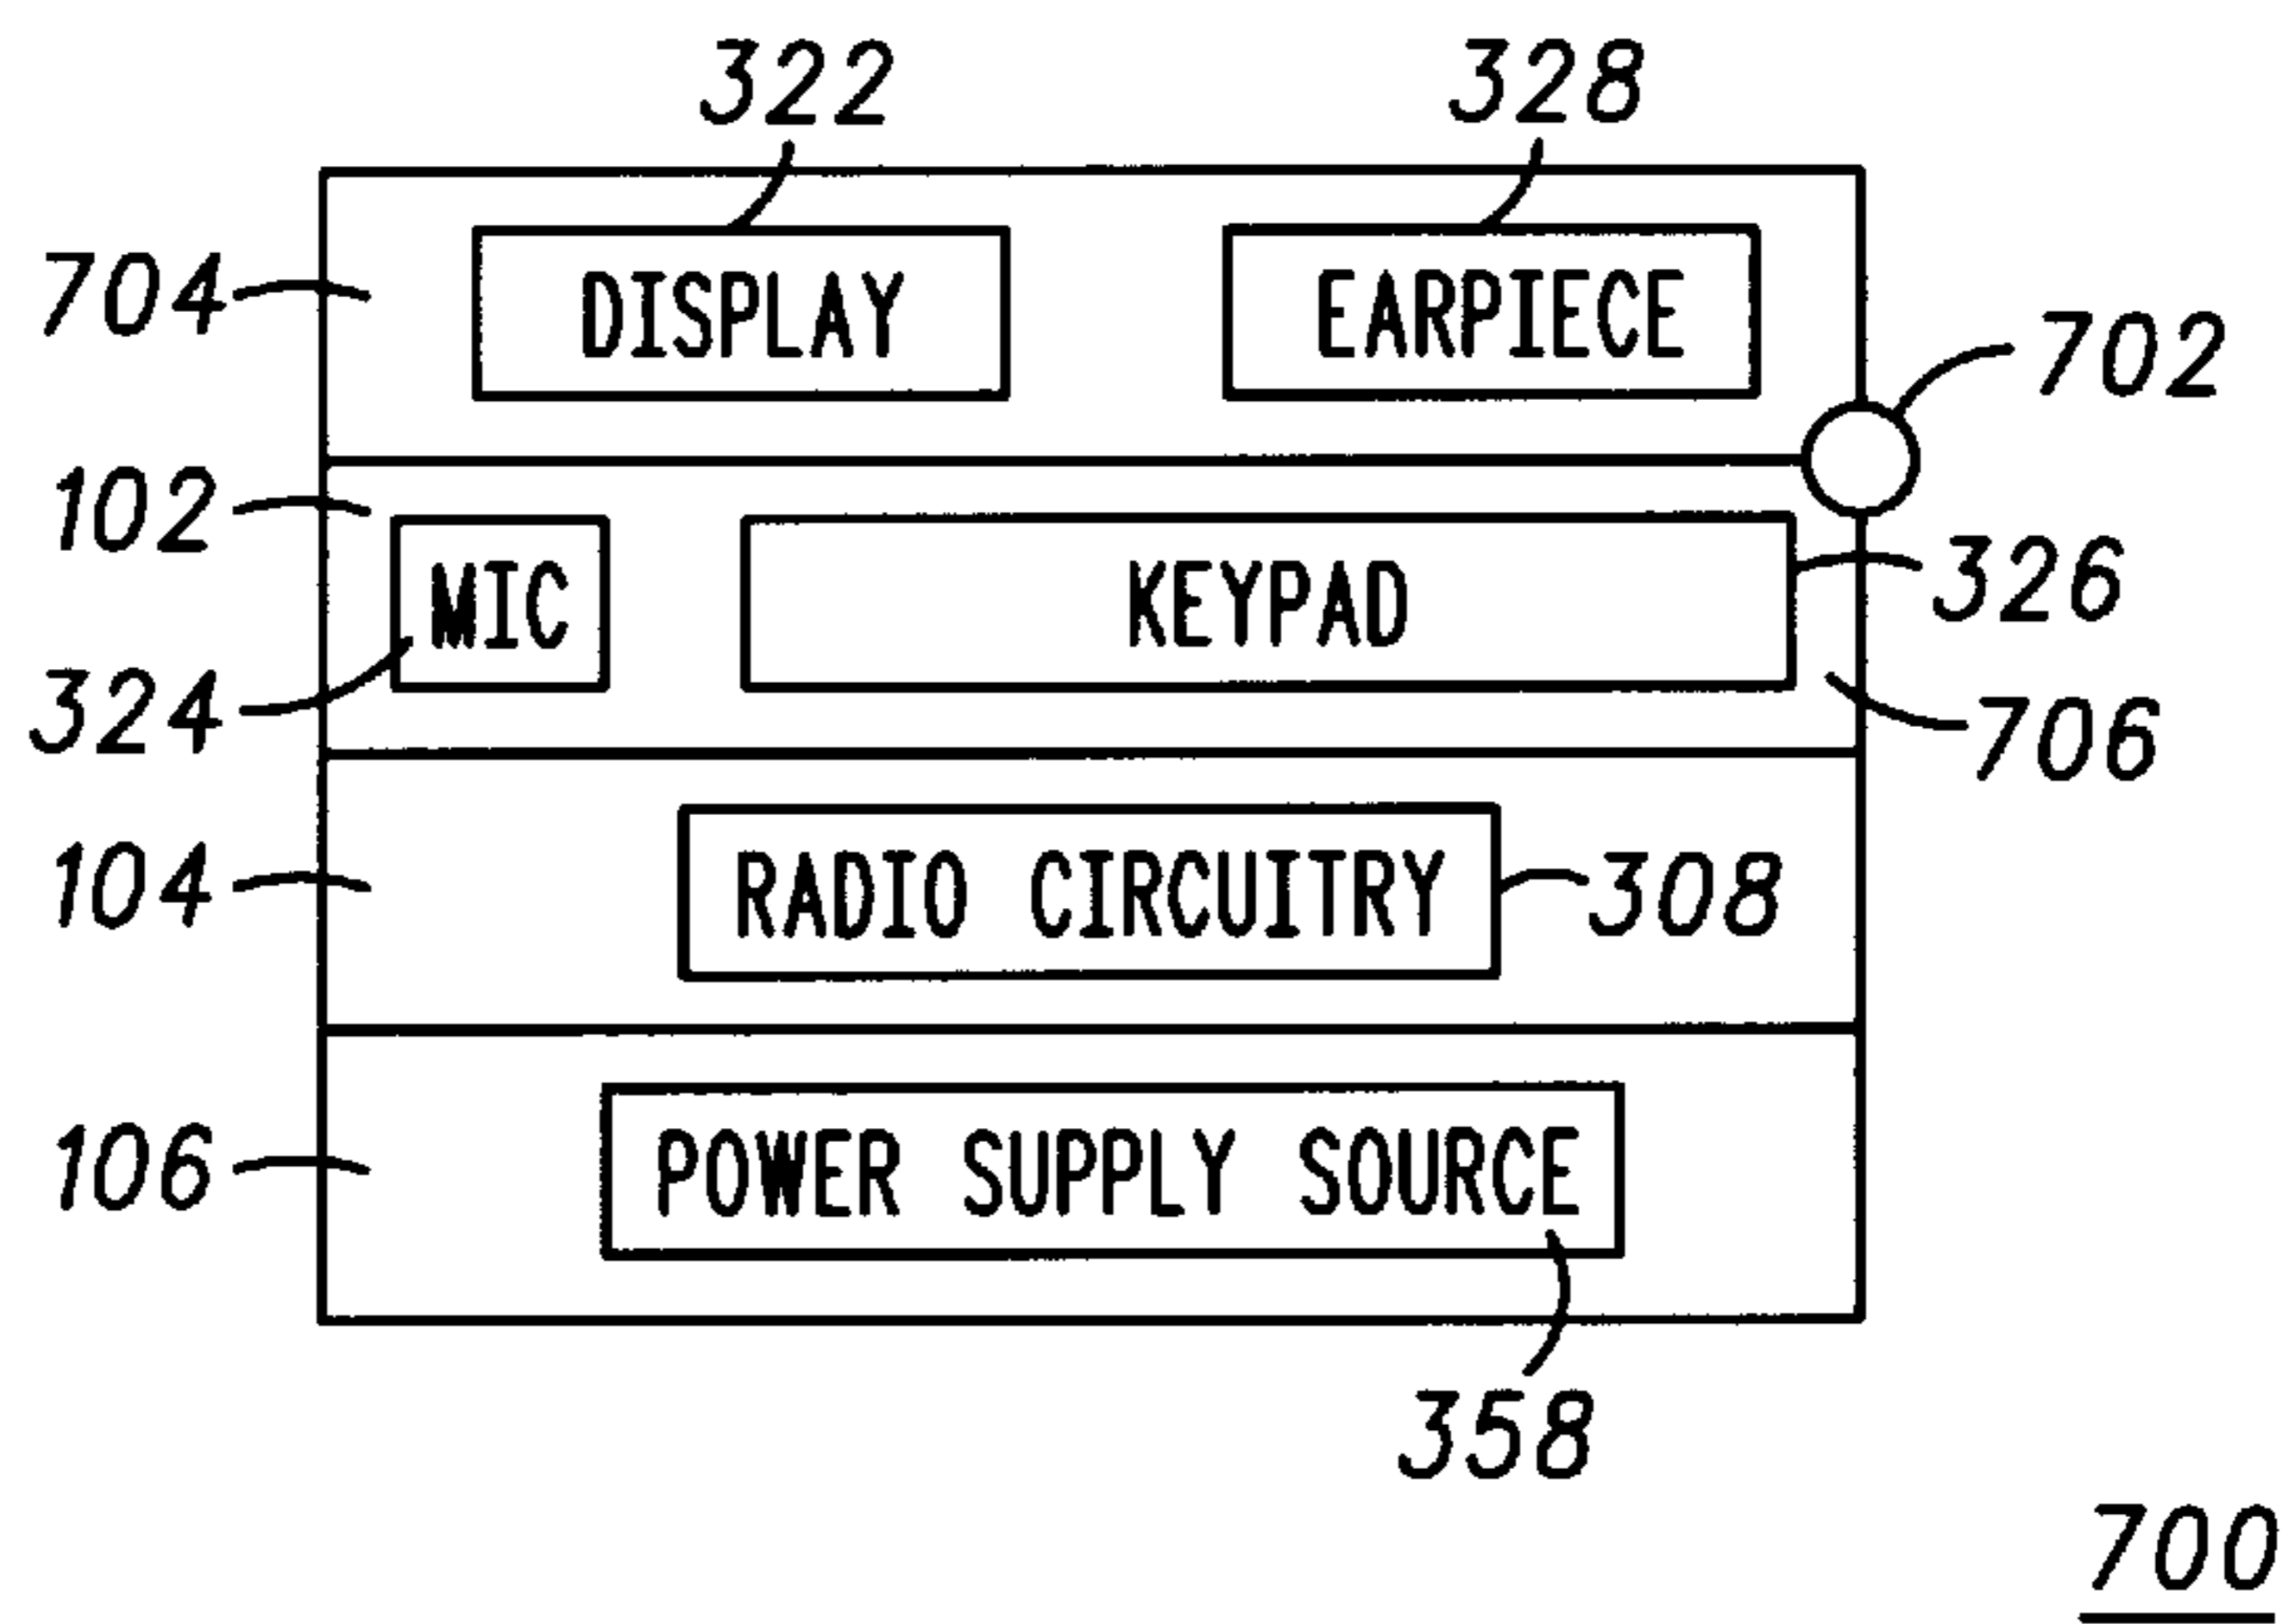 322 328
704 DISPLAY EARPIECE
702
102 MIC KEYPAD 326
324 706
104 RADIO CIRCUITRY 308
106 POWER SUPPLY SOURCE
358
700